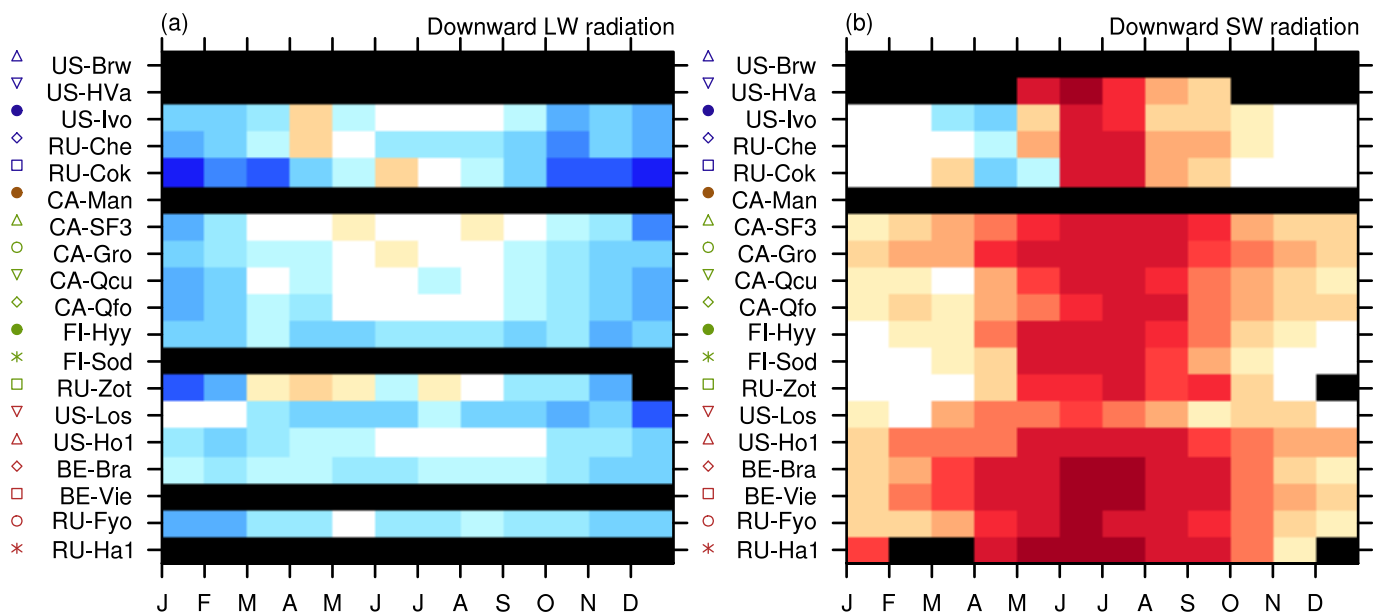 (a) Downward LW radiation
US-Brw
US-HVa
US-Ivo
RU-Che
RU-Cok
CA-Man
CA-SF3
CA-Gro
CA-Qcu
CA-Qfo
FI-Hyy
FI-Sod
RU-Zot
US-Los
US-Ho1
BE-Bra
BE-Vie
RU-Fyo
RU-Ha1
J F M A M J J A S O N D
(b) Downward SW radiation
US-Brw
US-HVa
US-Ivo
RU-Che
RU-Cok
CA-Man
CA-SF3
CA-Gro
CA-Qcu
CA-Qfo
FI-Hyy
FI-Sod
RU-Zot
US-Los
US-Ho1
BE-Bra
BE-Vie
RU-Fyo
RU-Ha1
J F M A M J J A S O N D